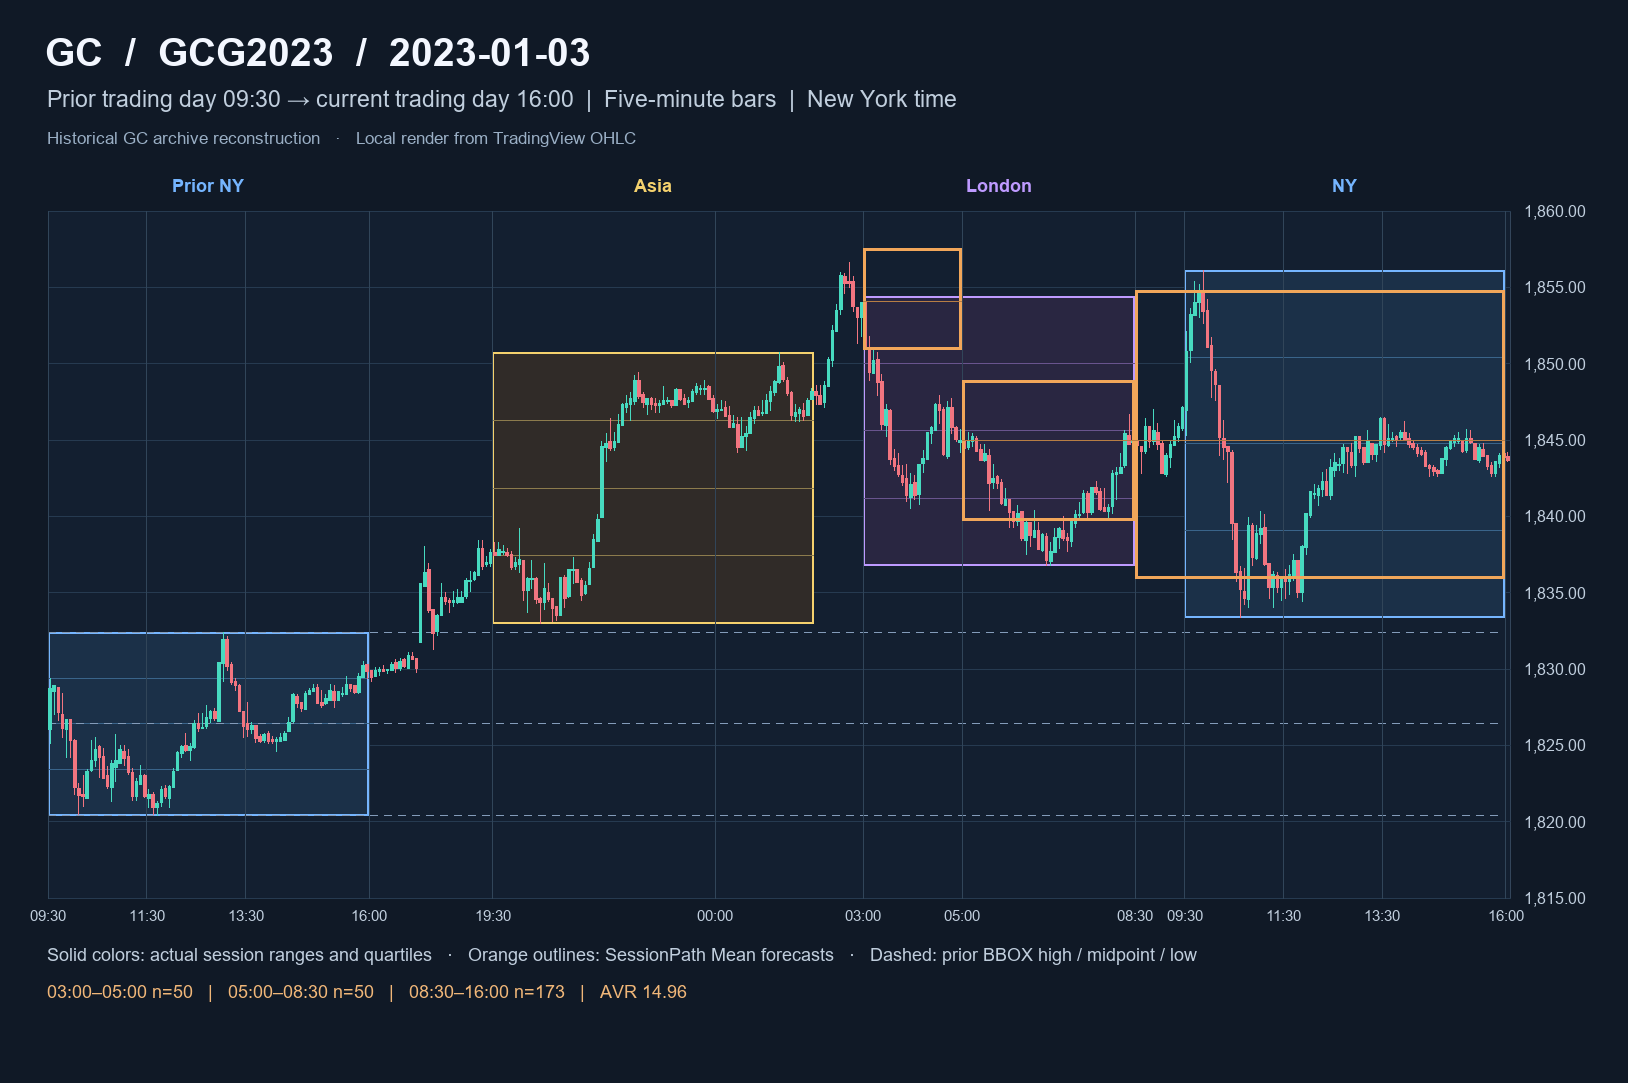 GC / GCG2023 / 2023-01-03
Prior trading day 09:30 → current trading day 16:00 | Five-minute bars | New York time
Historical GC archive reconstruction · Local render from TradingView OHLC
Prior NY Asia London NY
1,860.00
1,855.00
1,850.00
1,845.00
1,840.00
1,835.00
1,830.00
1,825.00
1,820.00
1,815.00
09:30 11:30 13:30 16:00 19:30 00:00 03:00 05:00 08:30 09:30 11:30 13:30 16:00
Solid colors: actual session ranges and quartiles · Orange outlines: SessionPath Mean forecasts · Dashed: prior BBOX high / midpoint / low
03:00–05:00 n=50 | 05:00–08:30 n=50 | 08:30–16:00 n=173 | AVR 14.96